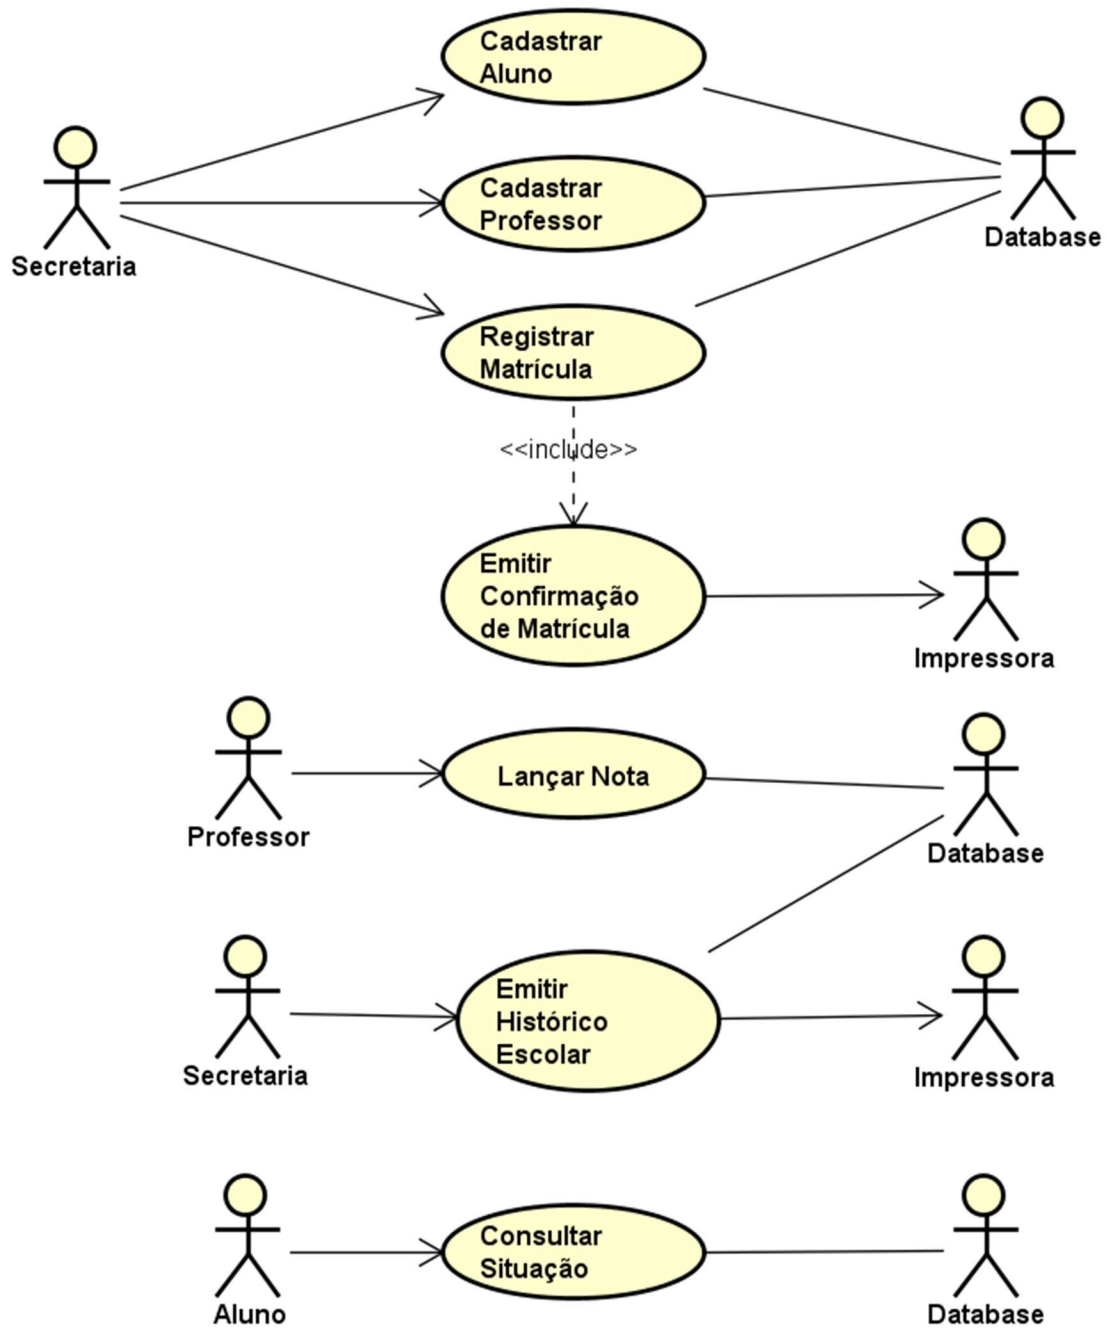 Cadastrar
Aluno
Secretaria
Cadastrar
Professor
Database
Registrar
Matrícula
<<include>>
Emitir
Confirmação
de Matrícula
Impressora
Professor
Lançar Nota
Database
Secretaria
Emitir
Histórico
Escolar
Impressora
Aluno
Consultar
Situação
Database